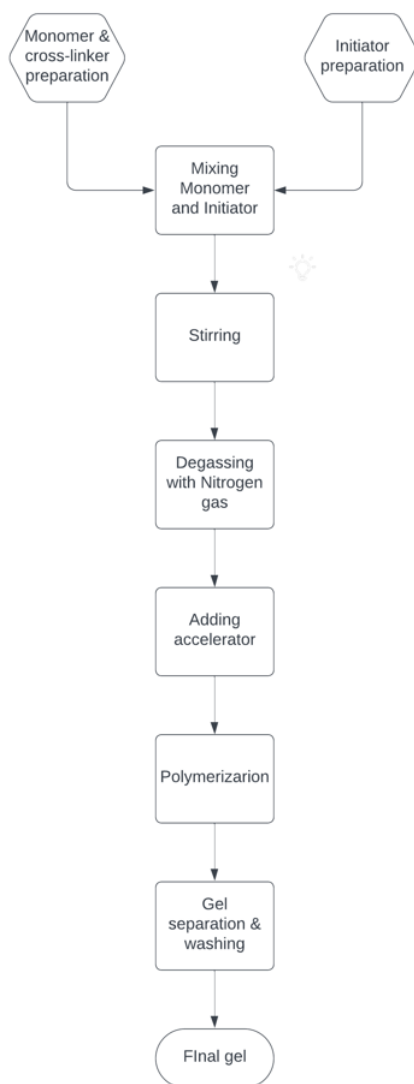 Monomer &
cross-linker
preparation
Initiator
preparation
Mixing
Monomer
and Initiator
Stirring
Degassing
with Nitrogen
gas
Adding
accelerator
Polymerizarion
Gel
separation &
washing
FInal gel